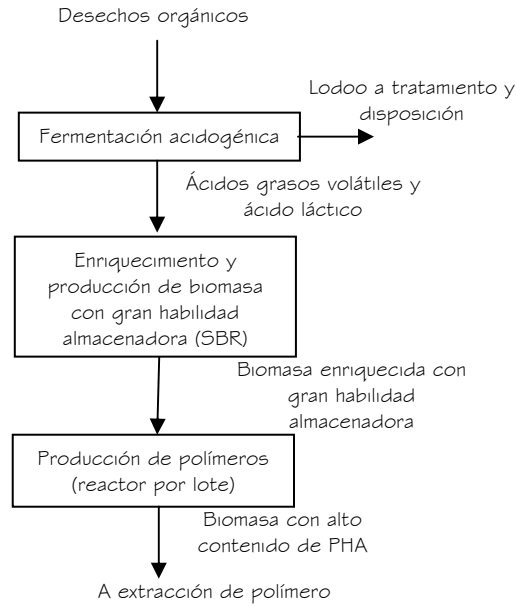 Desechos orgánicos
Lodoo a tratamiento y
disposición
Fermentación acidogénica
Ácidos grasos volátiles y
ácido láctico
Enriquecimiento y
producción de biomasa
con gran habilidad
almacenadora (SBR)
Biomasa enriquecida con
gran habilidad
almacenadora
Producción de polímeros
(reactor por lote)
Biomasa con alto
contenido de PHA
A extracción de polímero